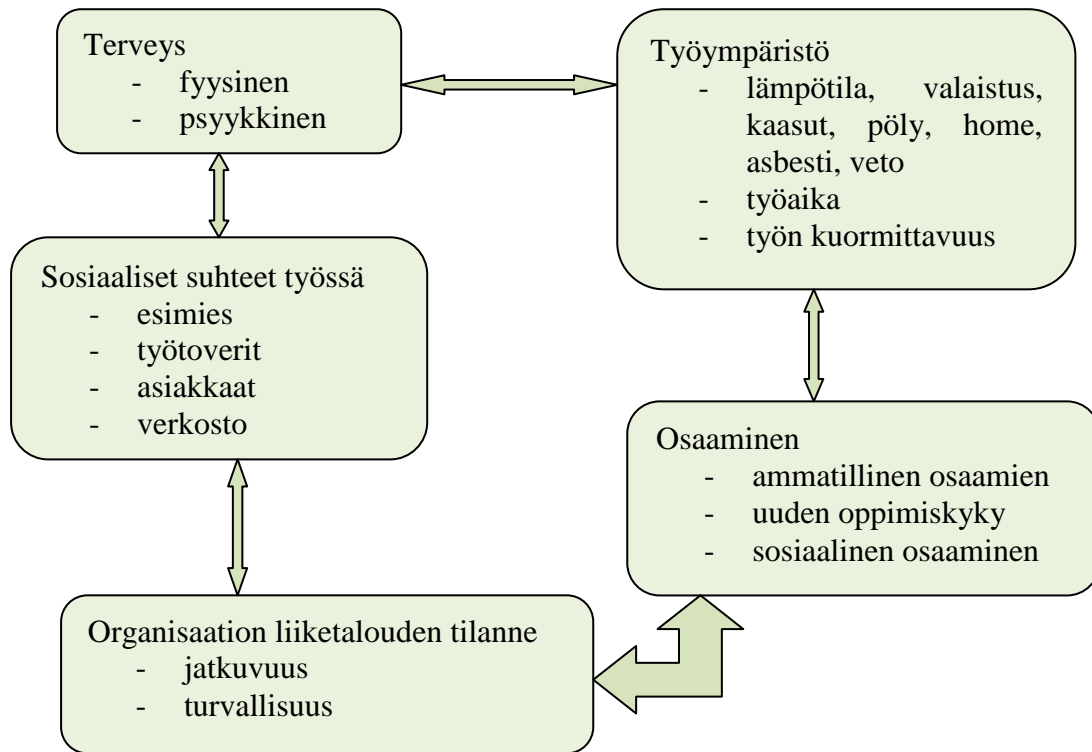 Terveys
- fyysinen
- psyykkinen
Työympäristö
- lämpötila, valaistus,
kaasut, pöly, home,
asbesti, veto
- työaika
- työn kuormittavuus
Sosiaaliset suhteet työssä
- esimies
- työtoverit
- asiakkaat
- verkosto
Osaaminen
- ammatillinen osaamien
- uuden oppimiskyky
- sosiaalinen osaaminen
Organisaation liiketalouden tilanne
- jatkuvuus
- turvallisuus